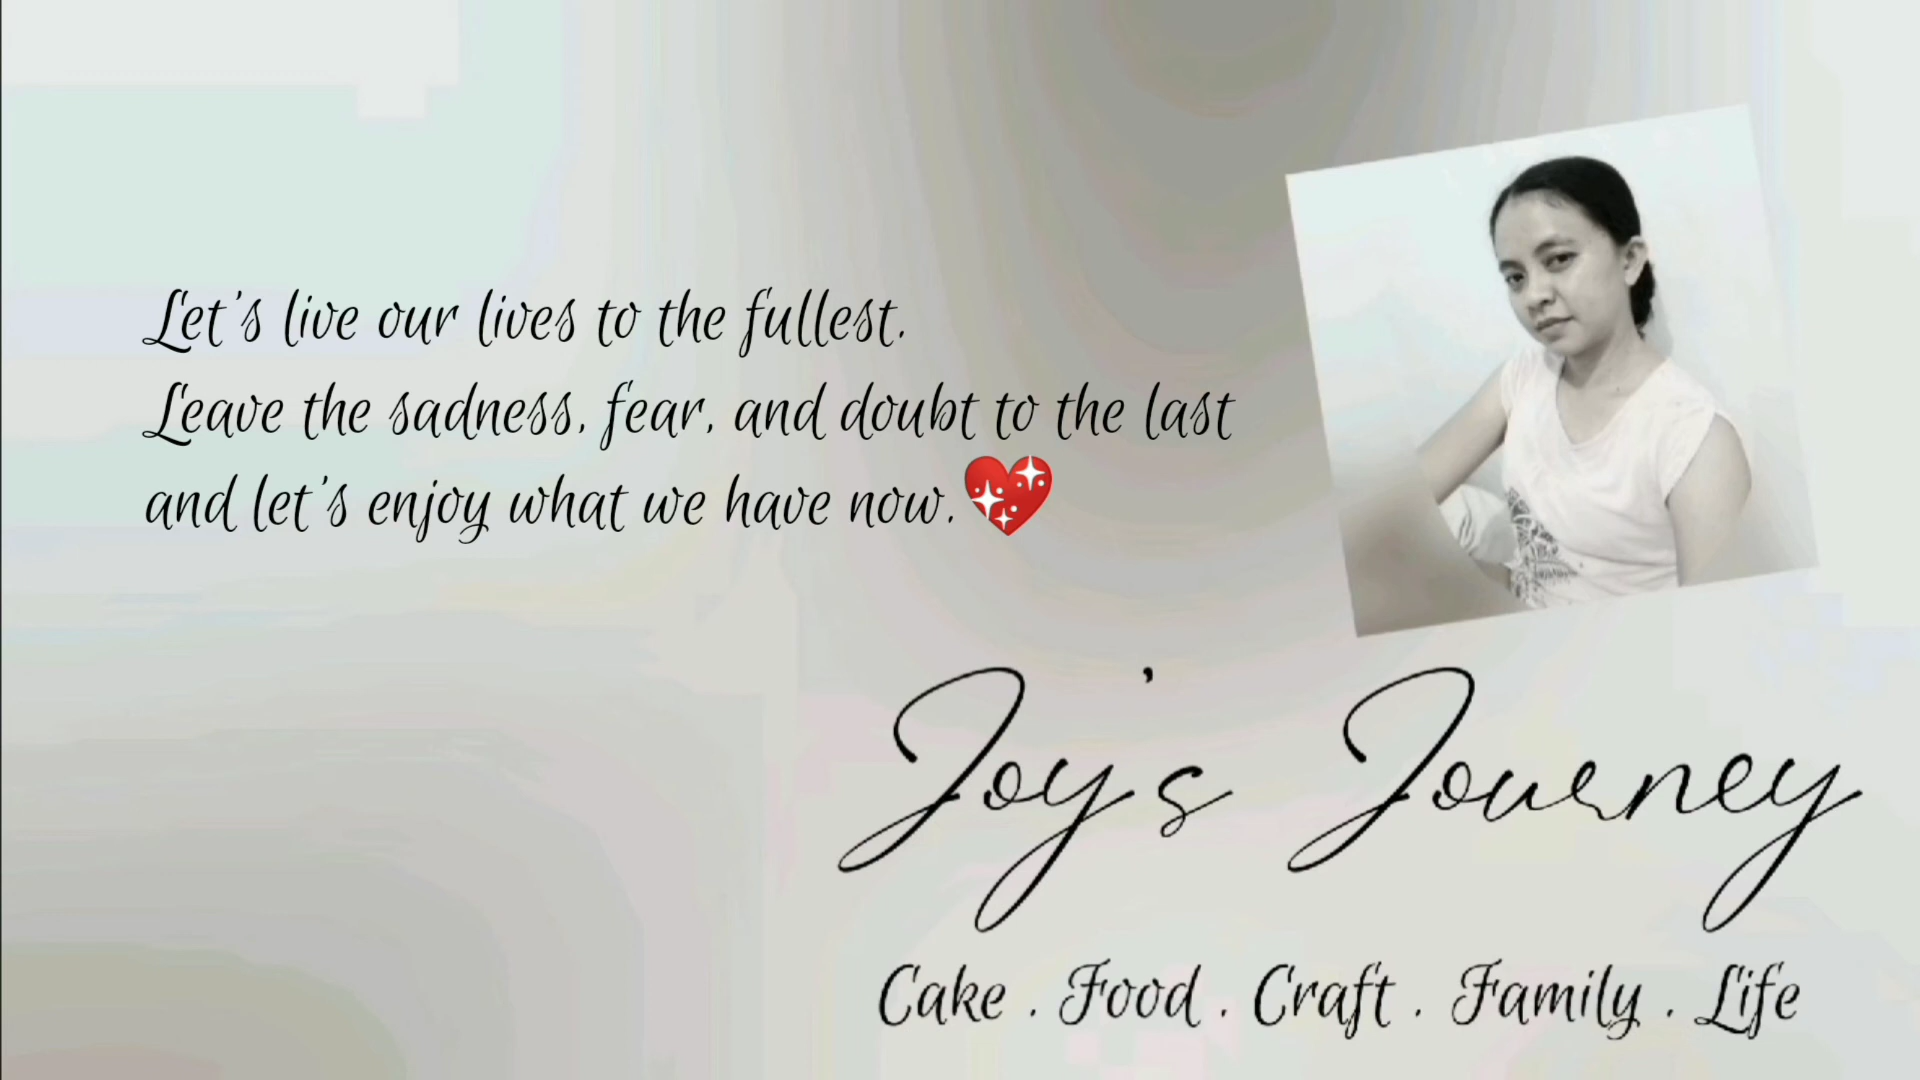 Let's live our lives to the fullest.
Leave the sadness, fear, and doubt to the last
and let's enjoy what we have now. 💖
Joy's Journey
Cake . Food . Craft . Family . Life